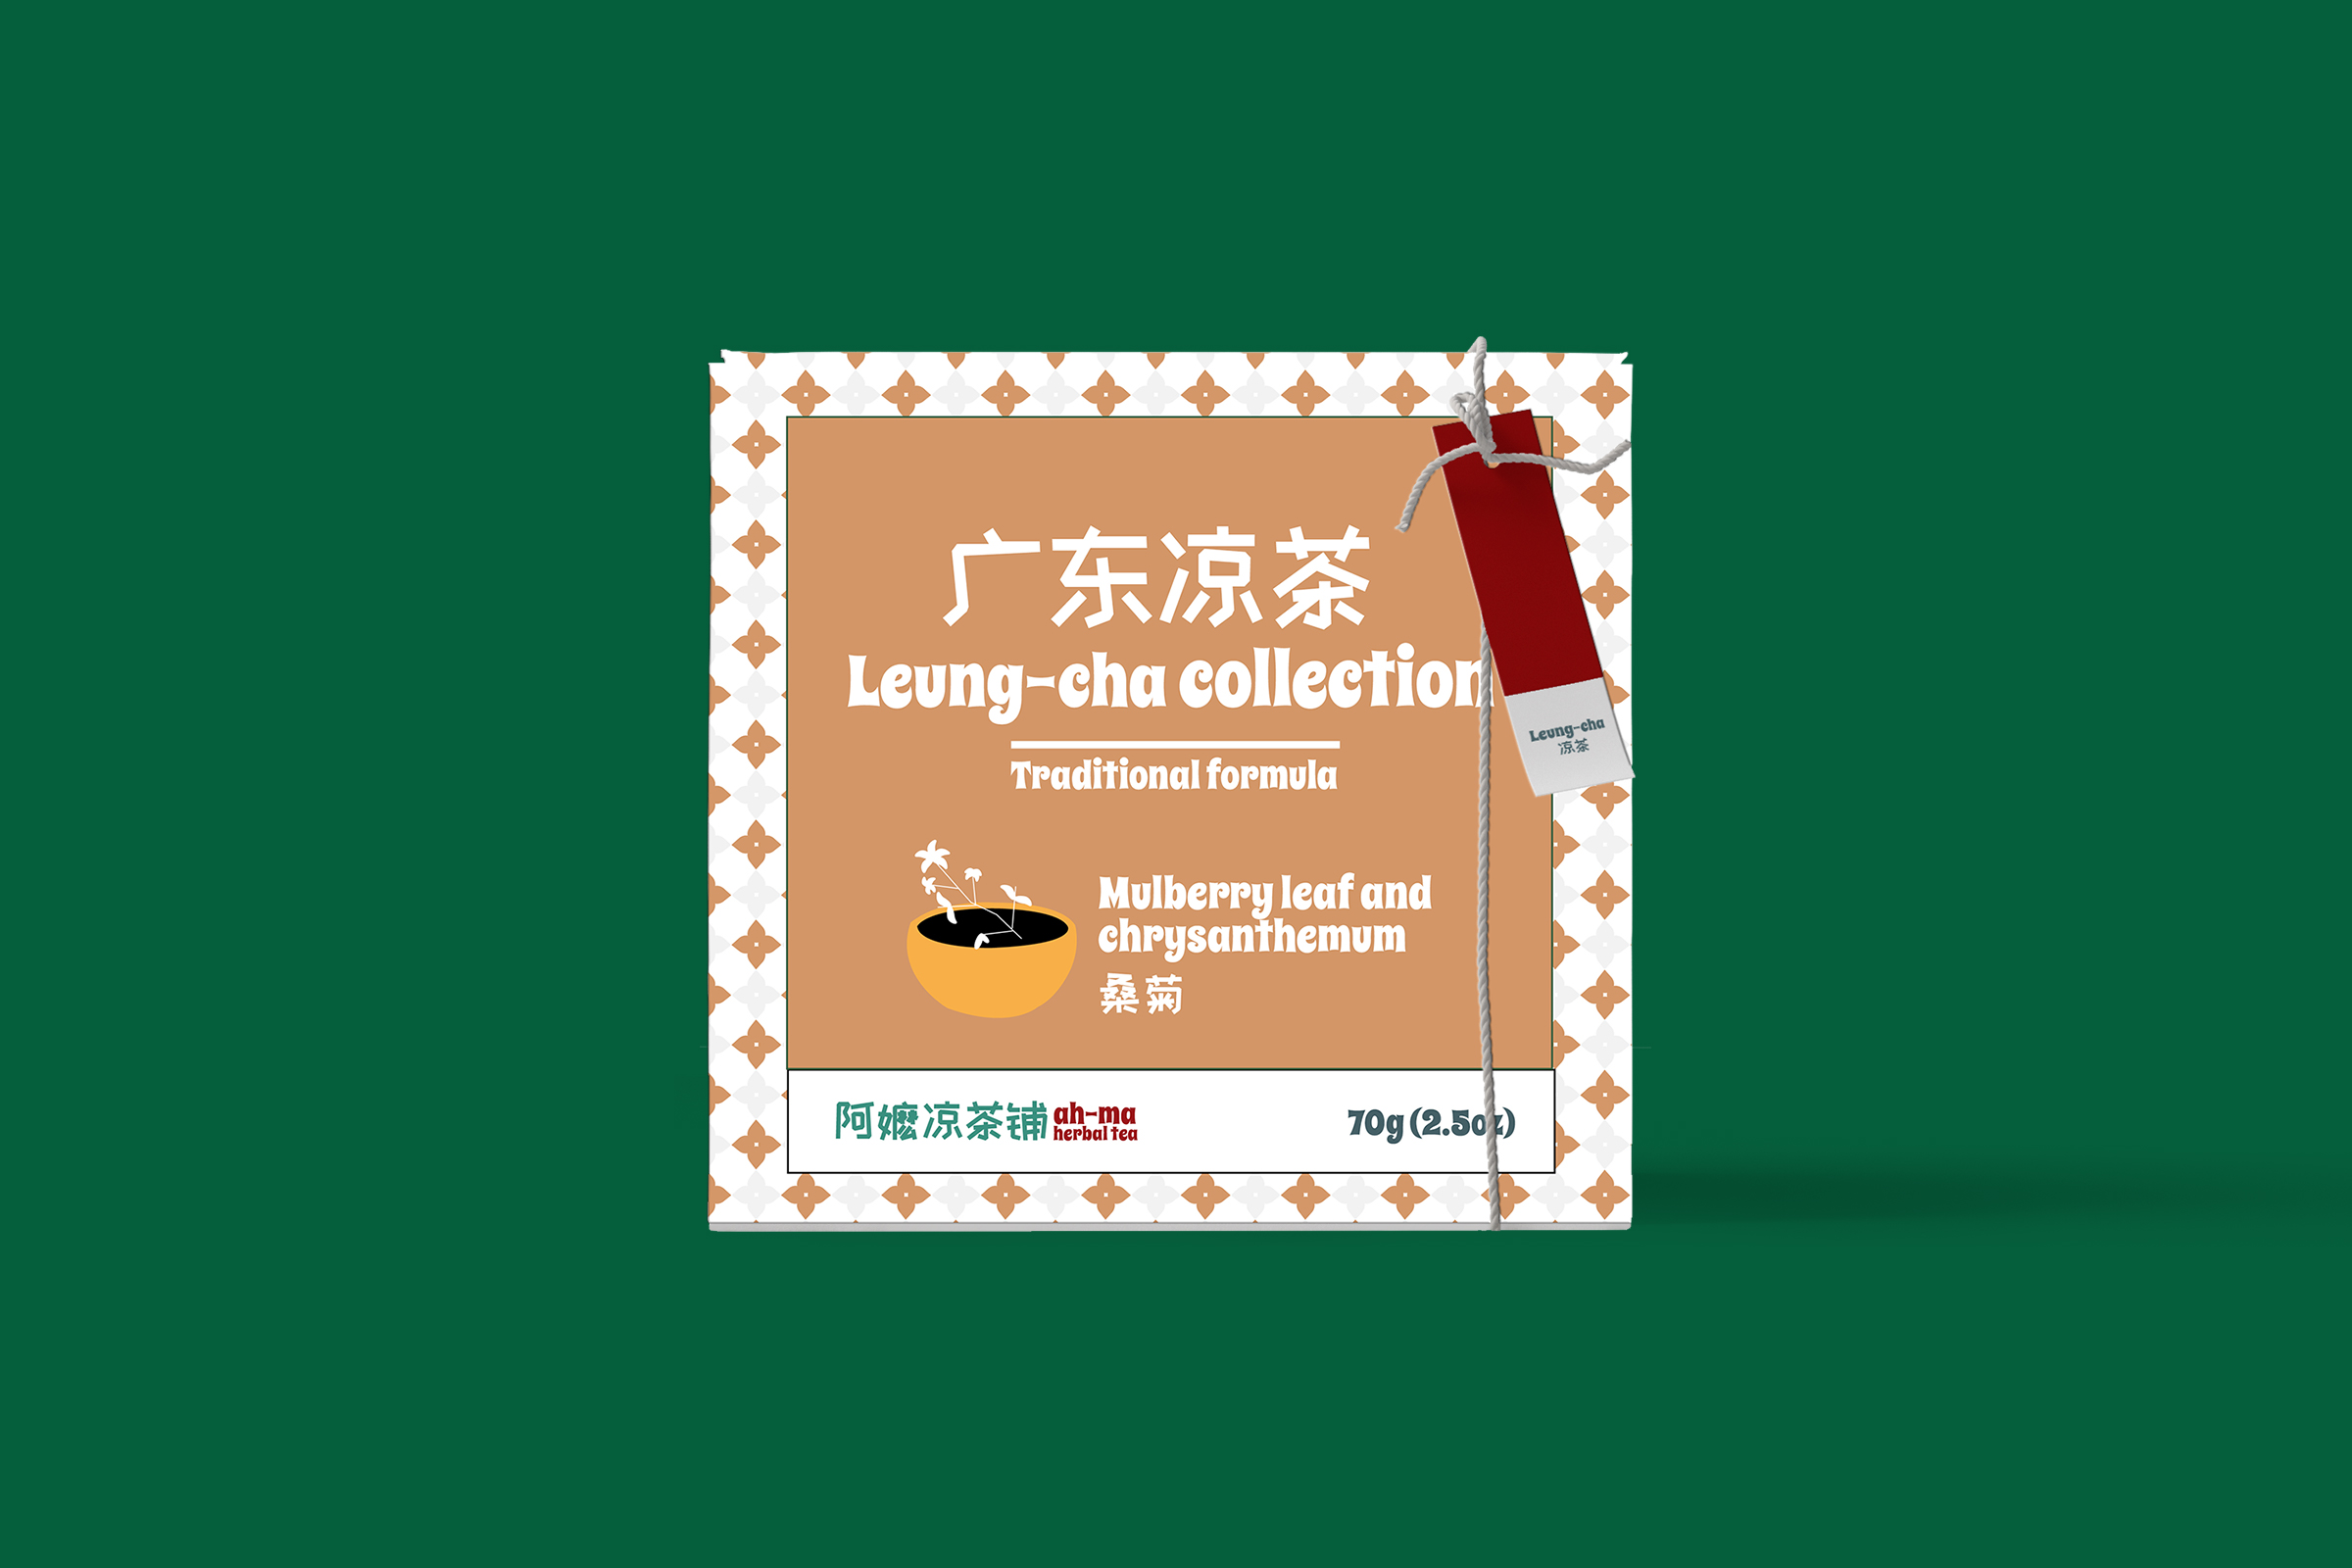 广东凉茶
Leung-cha collection
Traditional formula
Mulberry leaf and
chrysanthemum
桑菊
阿嬷凉茶铺
ah-ma
herbal tea
70g (2.5oz)
Leung-cha
凉茶